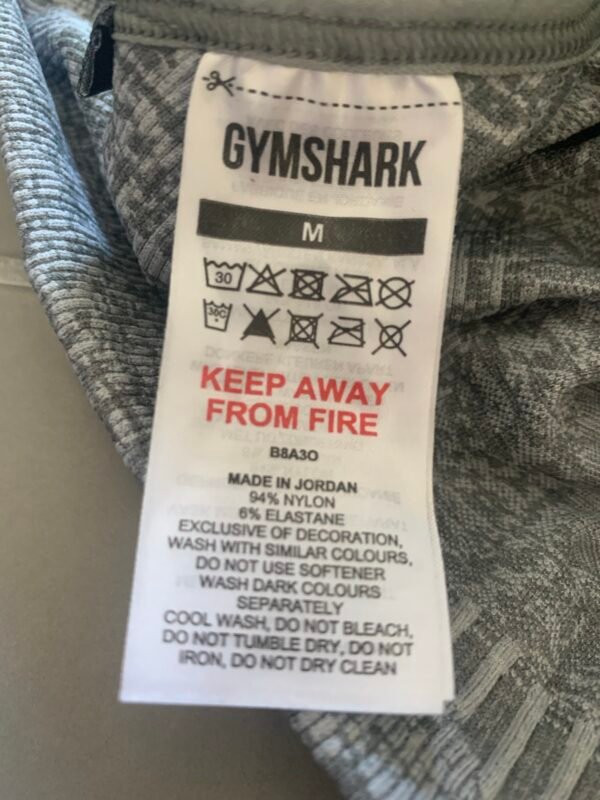 GYMSHARK
M
30
30C
KEEP AWAY
FROM FIRE
B8A3O
MADE IN JORDAN
94% NYLON
6% ELASTANE
EXCLUSIVE OF DECORATION,
WASH WITH SIMILAR COLOURS,
DO NOT USE SOFTENER
WASH DARK COLOURS
SEPARATELY
COOL WASH, DO NOT BLEACH,
DO NOT TUMBLE DRY, DO NOT
IRON, DO NOT DRY CLEAN